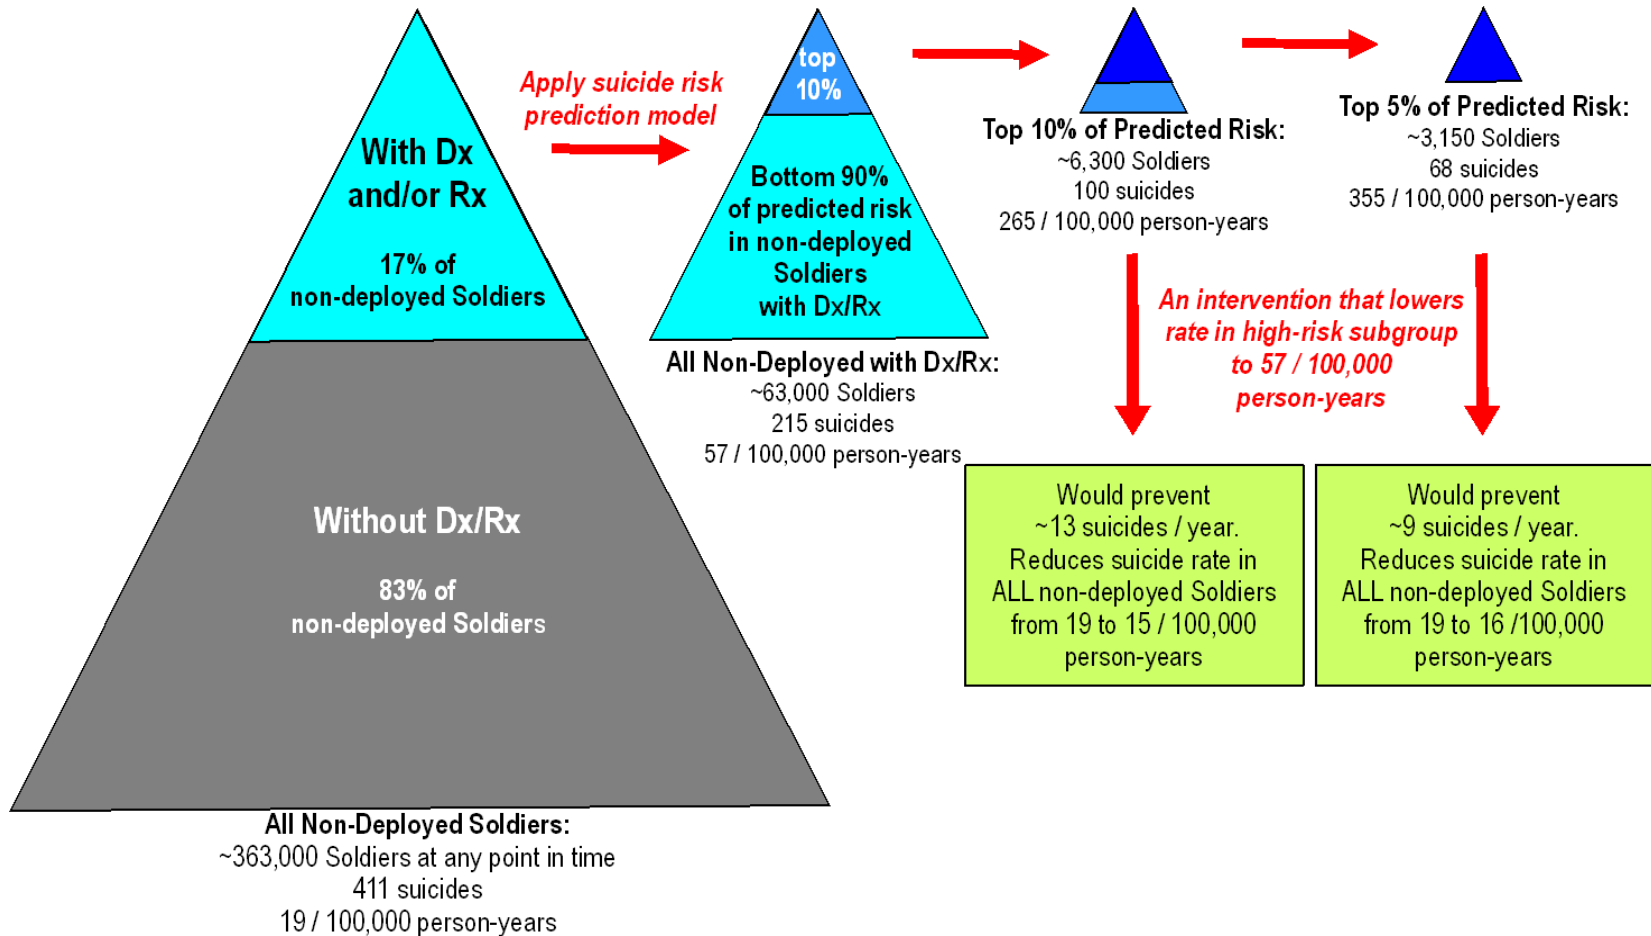 With Dx
and/or Rx
17% of
non-deployed Soldiers
Without Dx/Rx
83% of
non-deployed Soldiers
All Non-Deployed Soldiers:
~363,000 Soldiers at any point in time
411 suicides
19 / 100,000 person-years
Apply suicide risk
prediction model
top
10%
Bottom 90%
of predicted risk
in non-deployed
Soldiers
with Dx/Rx
All Non-Deployed with Dx/Rx:
~63,000 Soldiers
215 suicides
57 / 100,000 person-years
Top 10% of Predicted Risk:
~6,300 Soldiers
100 suicides
265 / 100,000 person-years
Top 5% of Predicted Risk:
~3,150 Soldiers
68 suicides
355 / 100,000 person-years
An intervention that lowers
rate in high-risk subgroup
to 57 / 100,000
person-years
Would prevent
~13 suicides / year.
Reduces suicide rate in
ALL non-deployed Soldiers
from 19 to 15 / 100,000
person-years
Would prevent
~9 suicides / year.
Reduces suicide rate in
ALL non-deployed Soldiers
from 19 to 16 /100,000
person-years